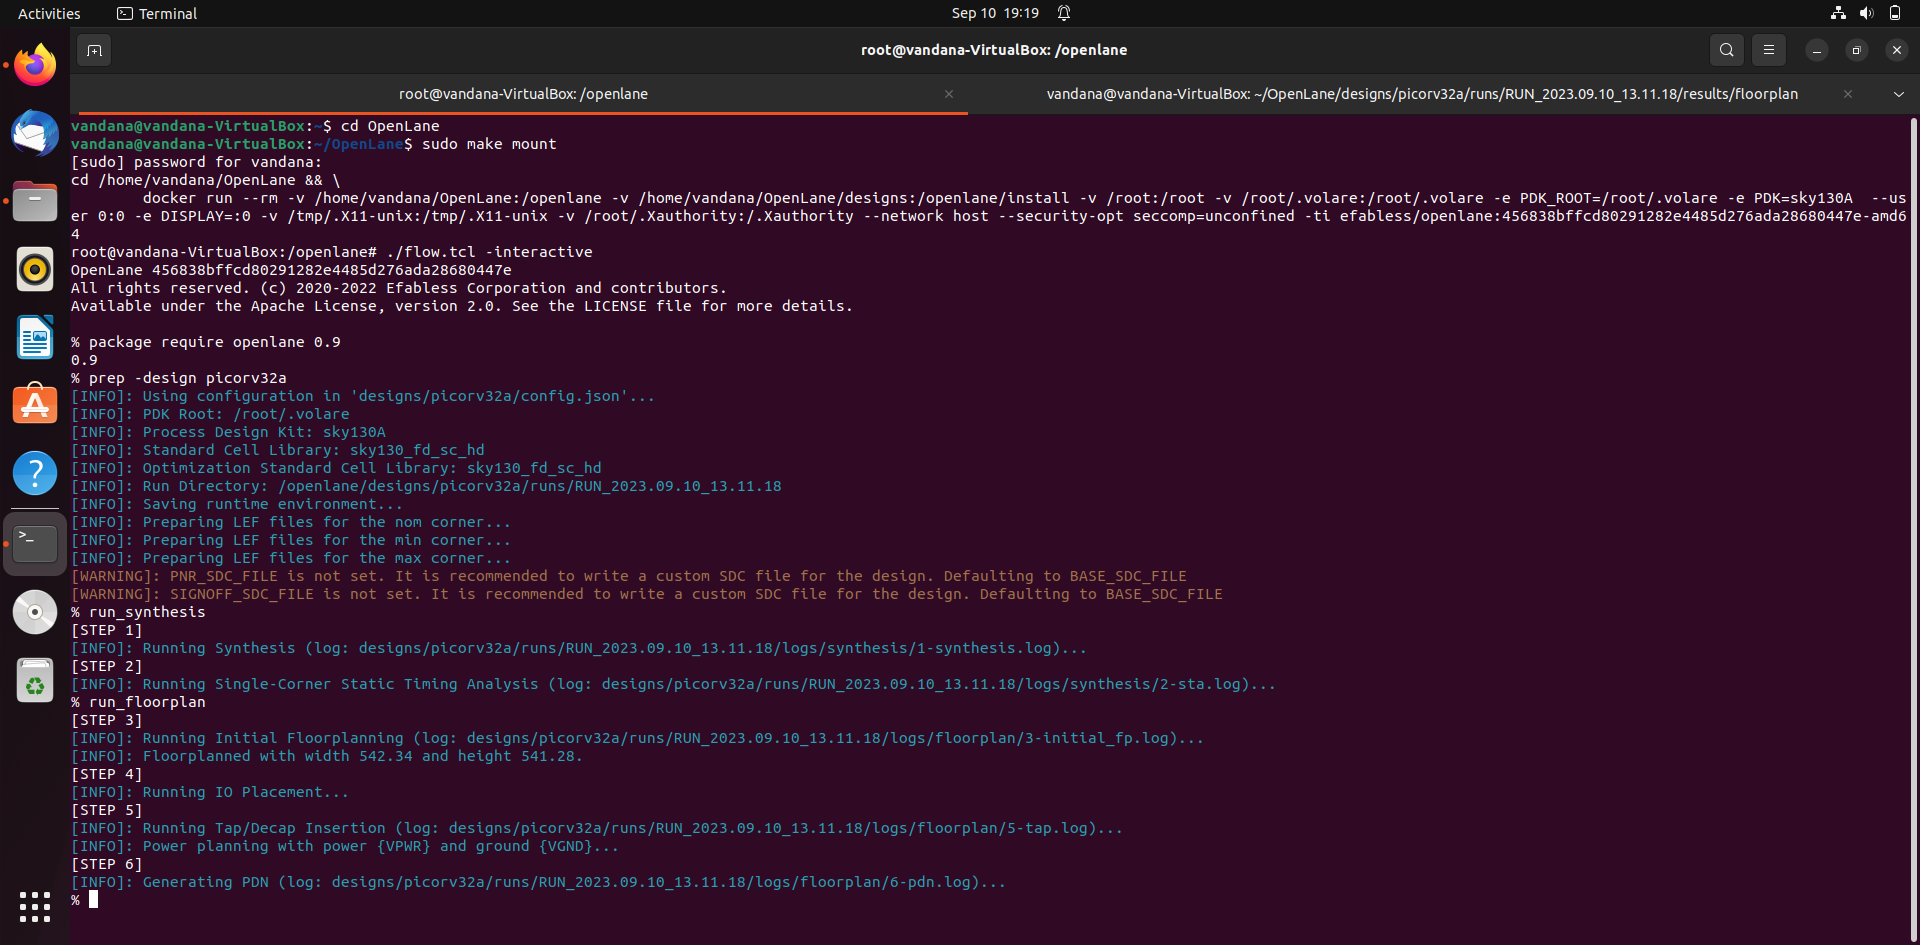 Activities
Terminal
Sep 10 19:19
root@vandana-VirtualBox: /openlane
root@vandana-VirtualBox: /openlane
vandana@vandana-VirtualBox: ~/OpenLane/designs/picorv32a/runs/RUN_2023.09.10_13.11.18/results/floorplan
vandana@vandana-VirtualBox:~$ cd OpenLane
vandana@vandana-VirtualBox:~/OpenLane$ sudo make mount
[sudo] password for vandana:
cd /home/vandana/OpenLane && \
docker run --rm -v /home/vandana/OpenLane:/openlane -v /home/vandana/OpenLane/designs:/openlane/install -v /root:/root -v /root/.volare:/root/.volare -e PDK_ROOT=/root/.volare -e PDK=sky130A  --us
er 0:0 -e DISPLAY=:0 -v /tmp/.X11-unix:/tmp/.X11-unix -v /root/.Xauthority:/.Xauthority --network host --security-opt seccomp=unconfined -ti efabless/openlane:456838bffcd80291282e4485d276ada28680447e-amd6
4
root@vandana-VirtualBox:/openlane# ./flow.tcl -interactive
OpenLane 456838bffcd80291282e4485d276ada28680447e
All rights reserved. (c) 2020-2022 Efabless Corporation and contributors.
Available under the Apache License, version 2.0. See the LICENSE file for more details.
% package require openlane 0.9
0.9
% prep -design picorv32a
[INFO]: Using configuration in 'designs/picorv32a/config.json'...
[INFO]: PDK Root: /root/.volare
[INFO]: Process Design Kit: sky130A
[INFO]: Standard Cell Library: sky130_fd_sc_hd
[INFO]: Optimization Standard Cell Library: sky130_fd_sc_hd
[INFO]: Run Directory: /openlane/designs/picorv32a/runs/RUN_2023.09.10_13.11.18
[INFO]: Saving runtime environment...
[INFO]: Preparing LEF files for the nom corner...
[INFO]: Preparing LEF files for the min corner...
[INFO]: Preparing LEF files for the max corner...
[WARNING]: PNR_SDC_FILE is not set. It is recommended to write a custom SDC file for the design. Defaulting to BASE_SDC_FILE
[WARNING]: SIGNOFF_SDC_FILE is not set. It is recommended to write a custom SDC file for the design. Defaulting to BASE_SDC_FILE
% run_synthesis
[STEP 1]
[INFO]: Running Synthesis (log: designs/picorv32a/runs/RUN_2023.09.10_13.11.18/logs/synthesis/1-synthesis.log)...
[STEP 2]
[INFO]: Running Single-Corner Static Timing Analysis (log: designs/picorv32a/runs/RUN_2023.09.10_13.11.18/logs/synthesis/2-sta.log)...
% run_floorplan
[STEP 3]
[INFO]: Running Initial Floorplanning (log: designs/picorv32a/runs/RUN_2023.09.10_13.11.18/logs/floorplan/3-initial_fp.log)...
[INFO]: Floorplanned with width 542.34 and height 541.28.
[STEP 4]
[INFO]: Running IO Placement...
[STEP 5]
[INFO]: Running Tap/Decap Insertion (log: designs/picorv32a/runs/RUN_2023.09.10_13.11.18/logs/floorplan/5-tap.log)...
[INFO]: Power planning with power {VPWR} and ground {VGND}...
[STEP 6]
[INFO]: Generating PDN (log: designs/picorv32a/runs/RUN_2023.09.10_13.11.18/logs/floorplan/6-pdn.log)...
%